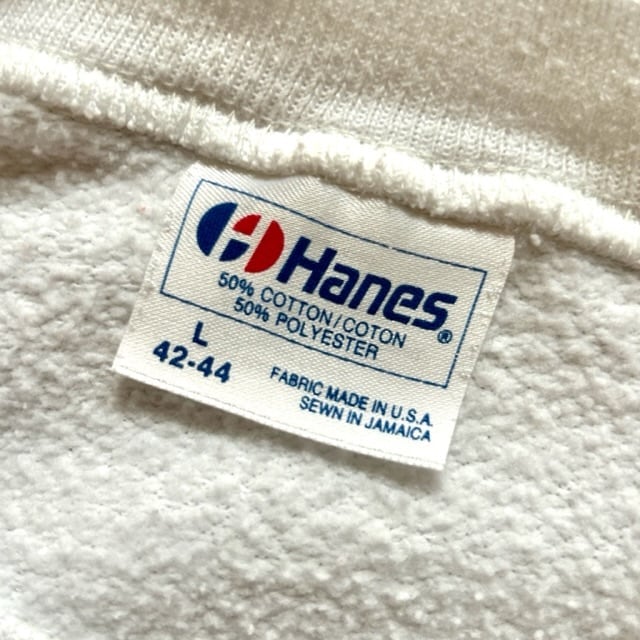 Hanes®
50% COTTON/COTON
50% POLYESTER
L
42-44
FABRIC MADE IN U.S.A.
SEWN IN JAMAICA